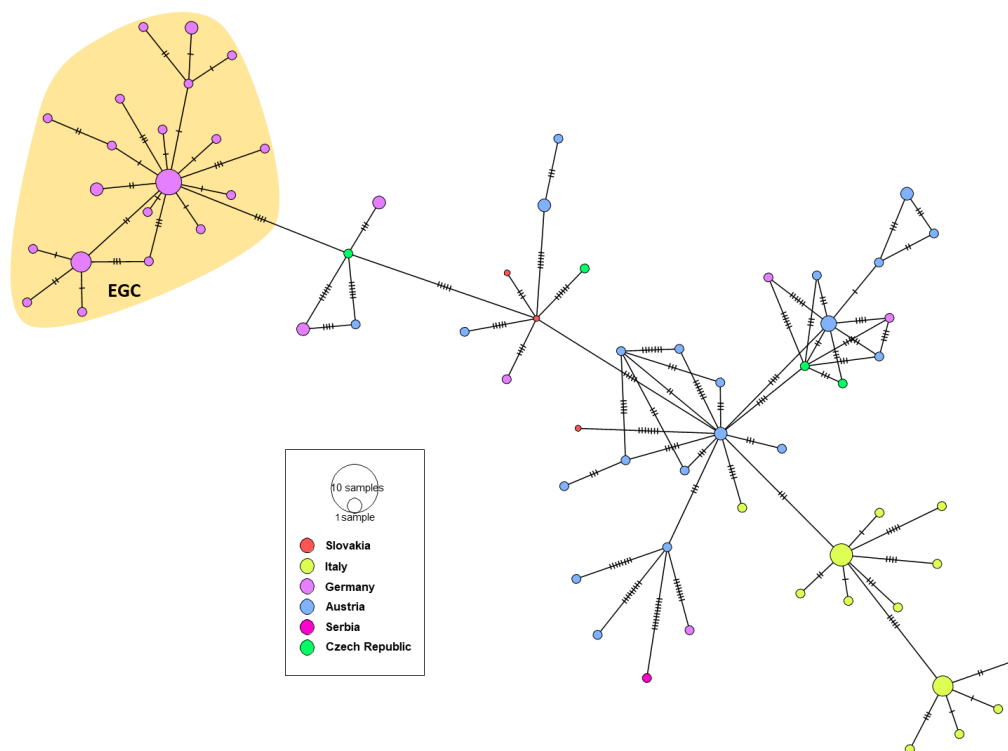 EGC
10 samples
1 sample
Slovakia
Italy
Germany
Austria
Serbia
Czech Republic